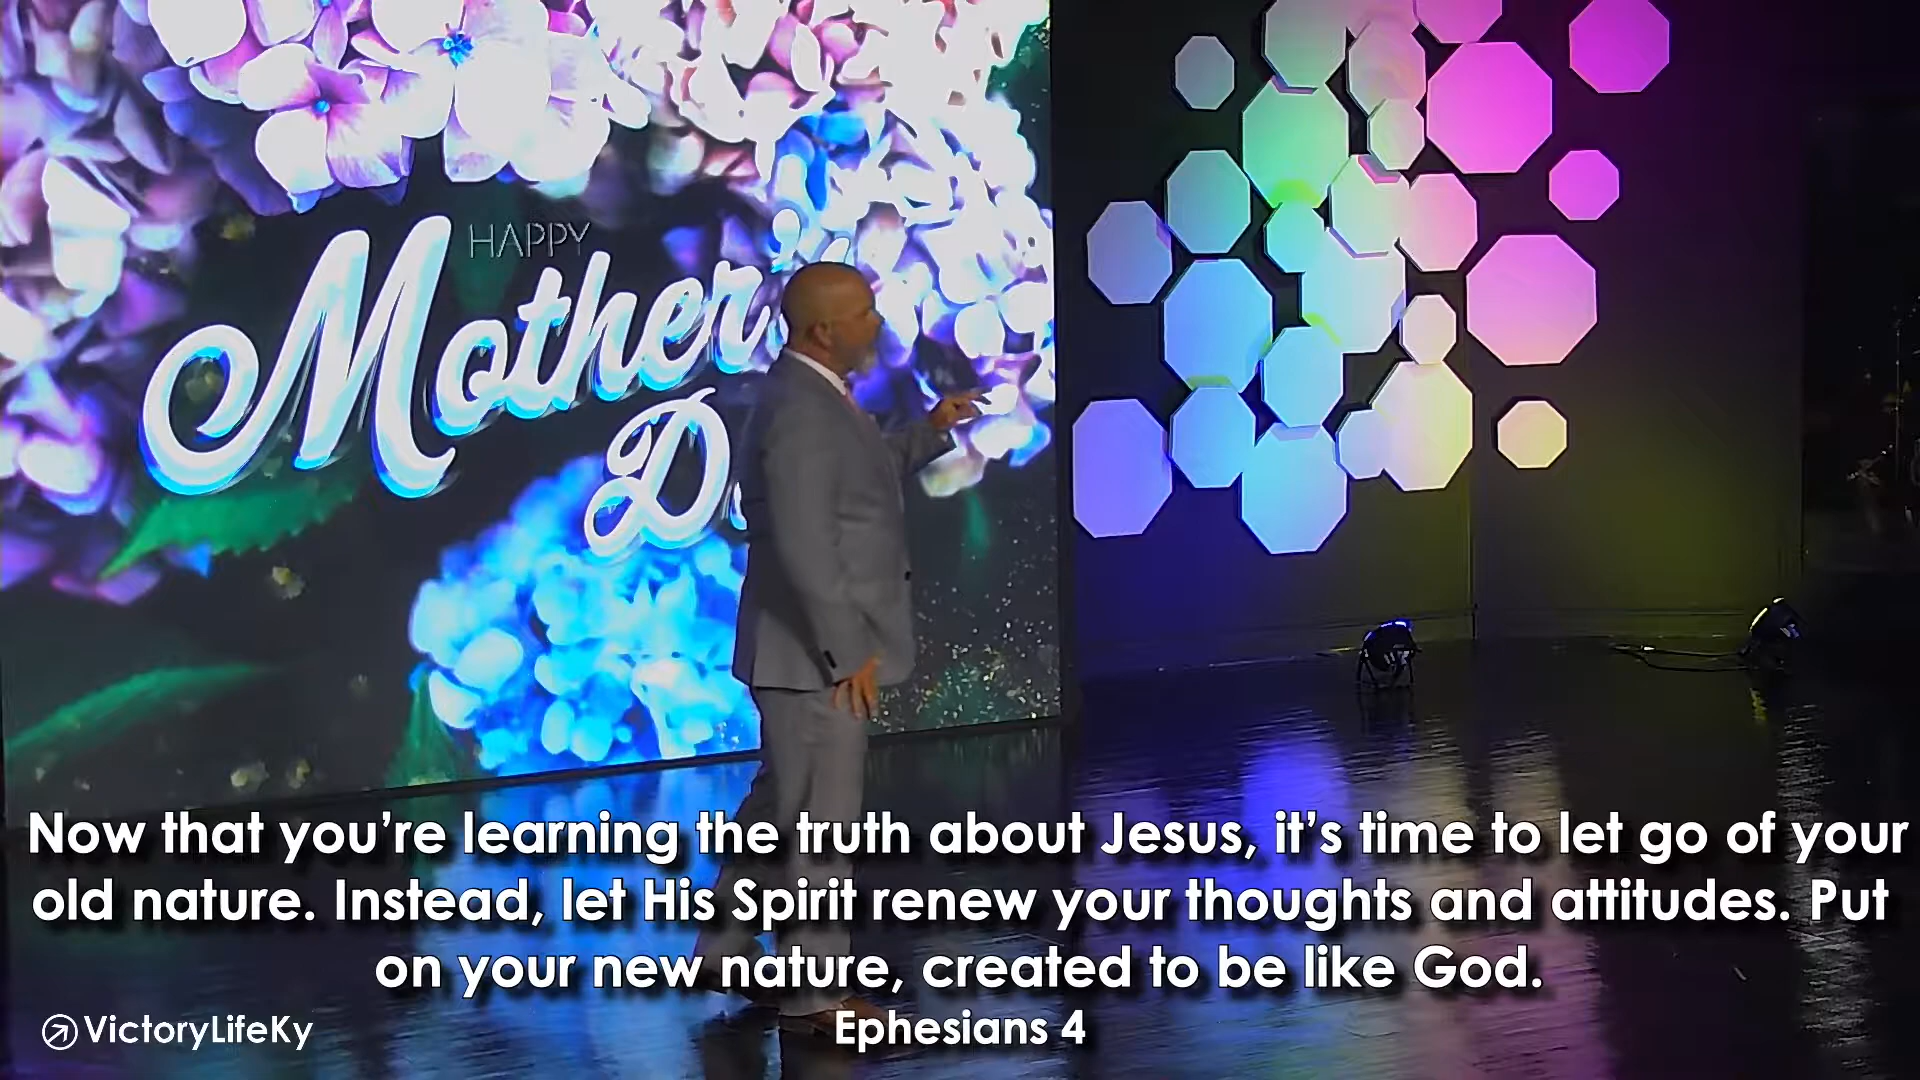 HAPPY
Mother'
D
Now that you’re learning the truth about Jesus, it’s time to let go of your
old nature. Instead, let His Spirit renew your thoughts and attitudes. Put
on your new nature, created to be like God.
Ephesians 4
VictoryLifeKy